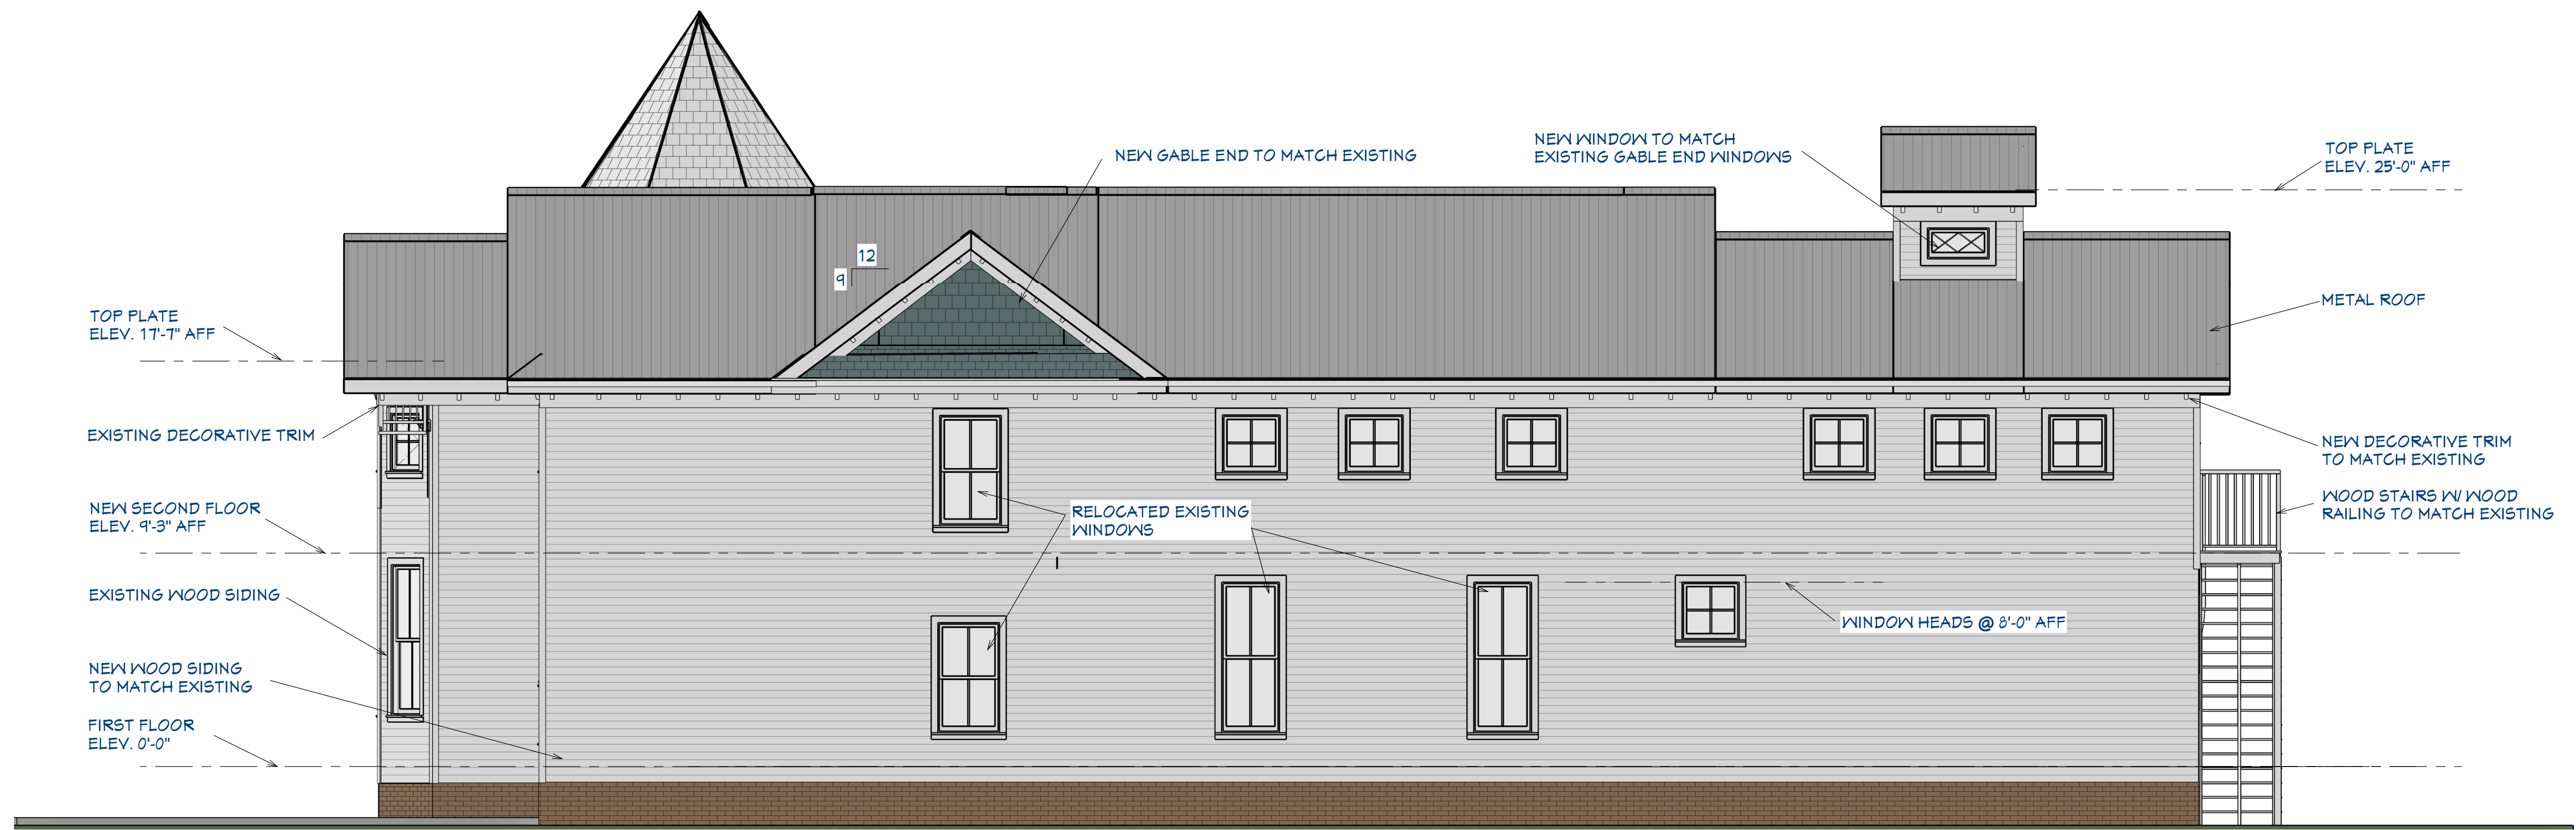 NEW GABLE END TO MATCH EXISTING
NEW WINDOW TO MATCH
EXISTING GABLE END WINDOWS
TOP PLATE
ELEV. 25'-0" AFF
12
9
METAL ROOF
TOP PLATE
ELEV. 17'-7" AFF
EXISTING DECORATIVE TRIM
NEW DECORATIVE TRIM
TO MATCH EXISTING
NEW SECOND FLOOR
ELEV. 9'-3" AFF
RELOCATED EXISTING
WINDOWS
WOOD STAIRS W/ WOOD
RAILING TO MATCH EXISTING
EXISTING WOOD SIDING
WINDOW HEADS @ 8'-0" AFF
NEW WOOD SIDING
TO MATCH EXISTING
FIRST FLOOR
ELEV. 0'-0"